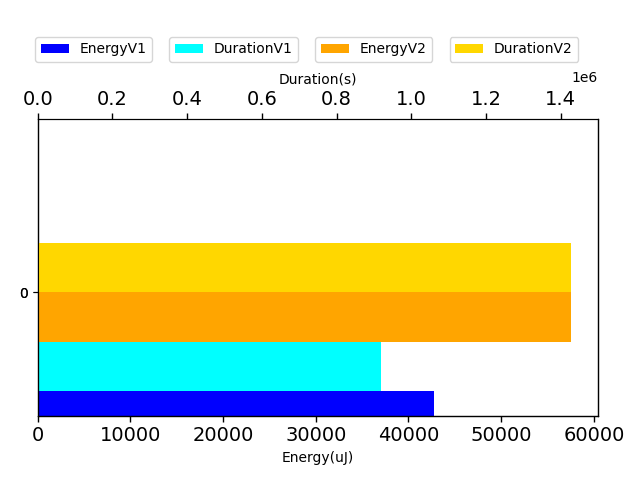 EnergyV1 DurationV1 EnergyV2 DurationV2
Duration(s)
1e6
0.0 0.2 0.4 0.6 0.8 1.0 1.2 1.4
0
0 10000 20000 30000 40000 50000 60000
Energy(uJ)